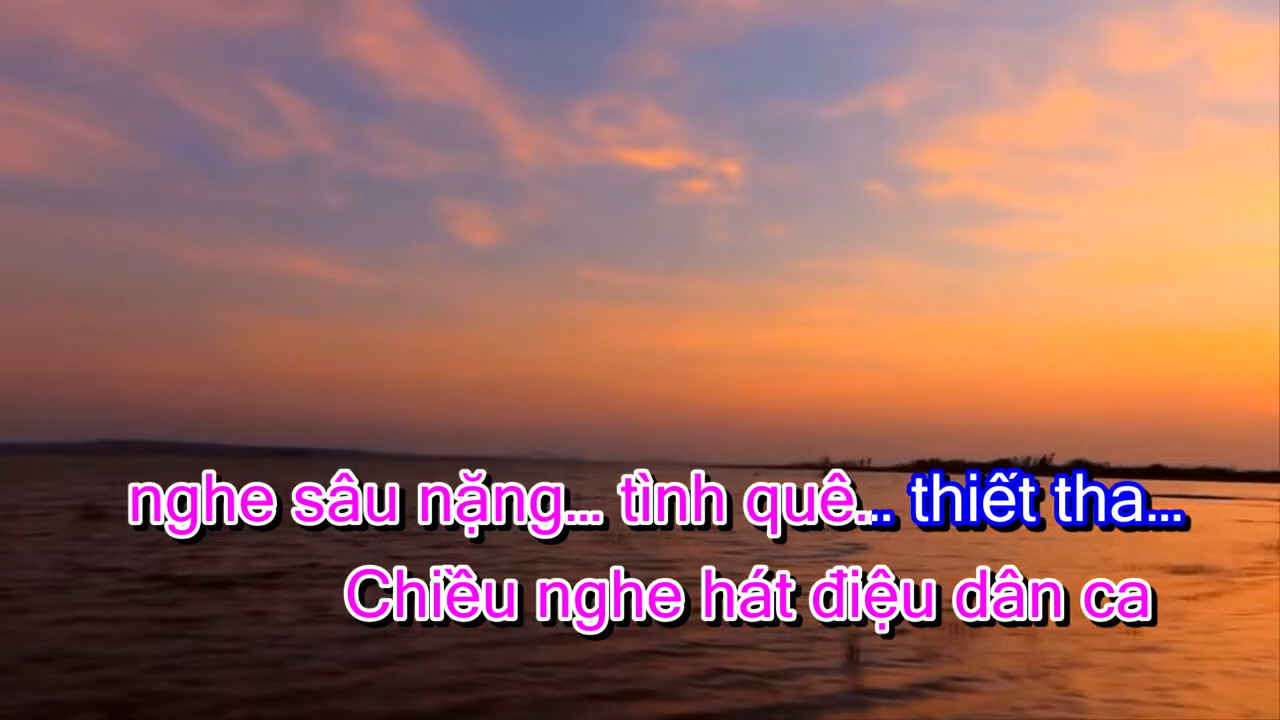 nghe sâu nặng... tình quê... thiết tha...
Chiều nghe hát điệu dân ca